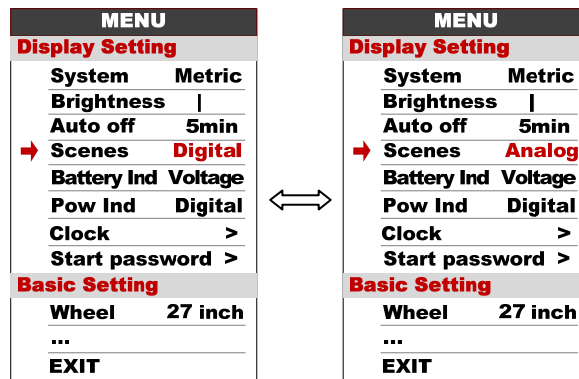 MENU
Display Setting
System Metric
Brightness |
Auto off 5min
Scenes Digital
Battery Ind Voltage
Pow Ind Digital
Clock >
Start password >
Basic Setting
Wheel 27 inch
...
EXIT
MENU
Display Setting
System Metric
Brightness |
Auto off 5min
Scenes Analog
Battery Ind Voltage
Pow Ind Digital
Clock >
Start password >
Basic Setting
Wheel 27 inch
...
EXIT